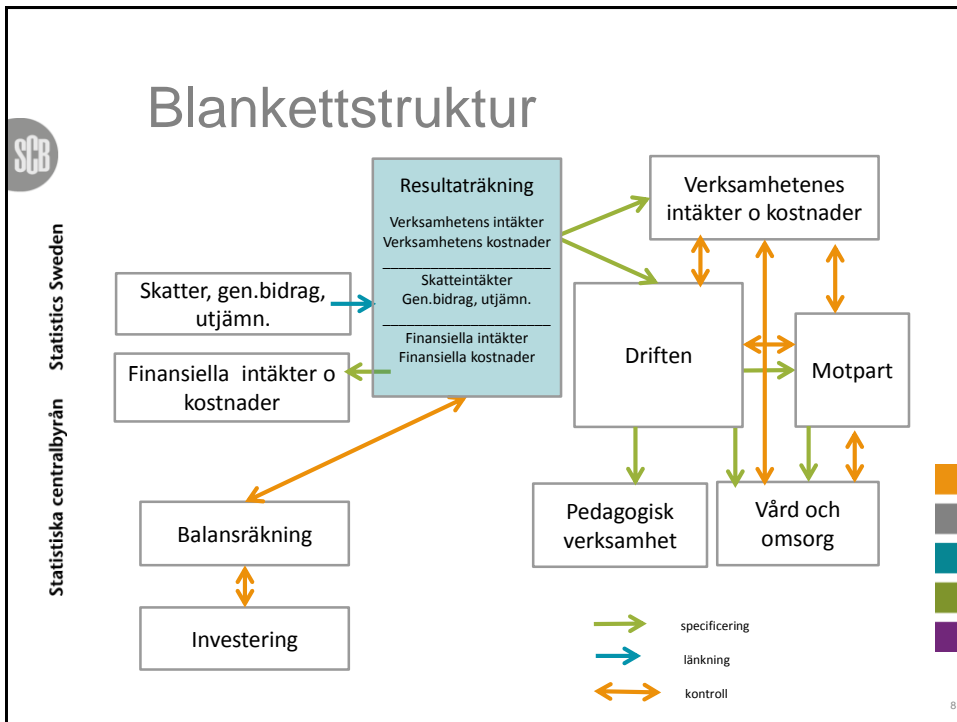 Blankettstruktur
SCB
Statistiska centralbyrån Statistics Sweden
Resultaträkning
Verksamhetens intäkter
Verksamhetens kostnader
Skatteintäkter
Gen.bidrag, utjämn.
Finansiella intäkter
Finansiella kostnader
Verksamhetenes
intäkter o kostnader
Skatter, gen.bidrag,
utjämn.
Finansiella intäkter o
kostnader
Driften
Motpart
Balansräkning
Pedagogisk
verksamhet
Vård och
omsorg
Investering
specificering
länkning
kontroll
8